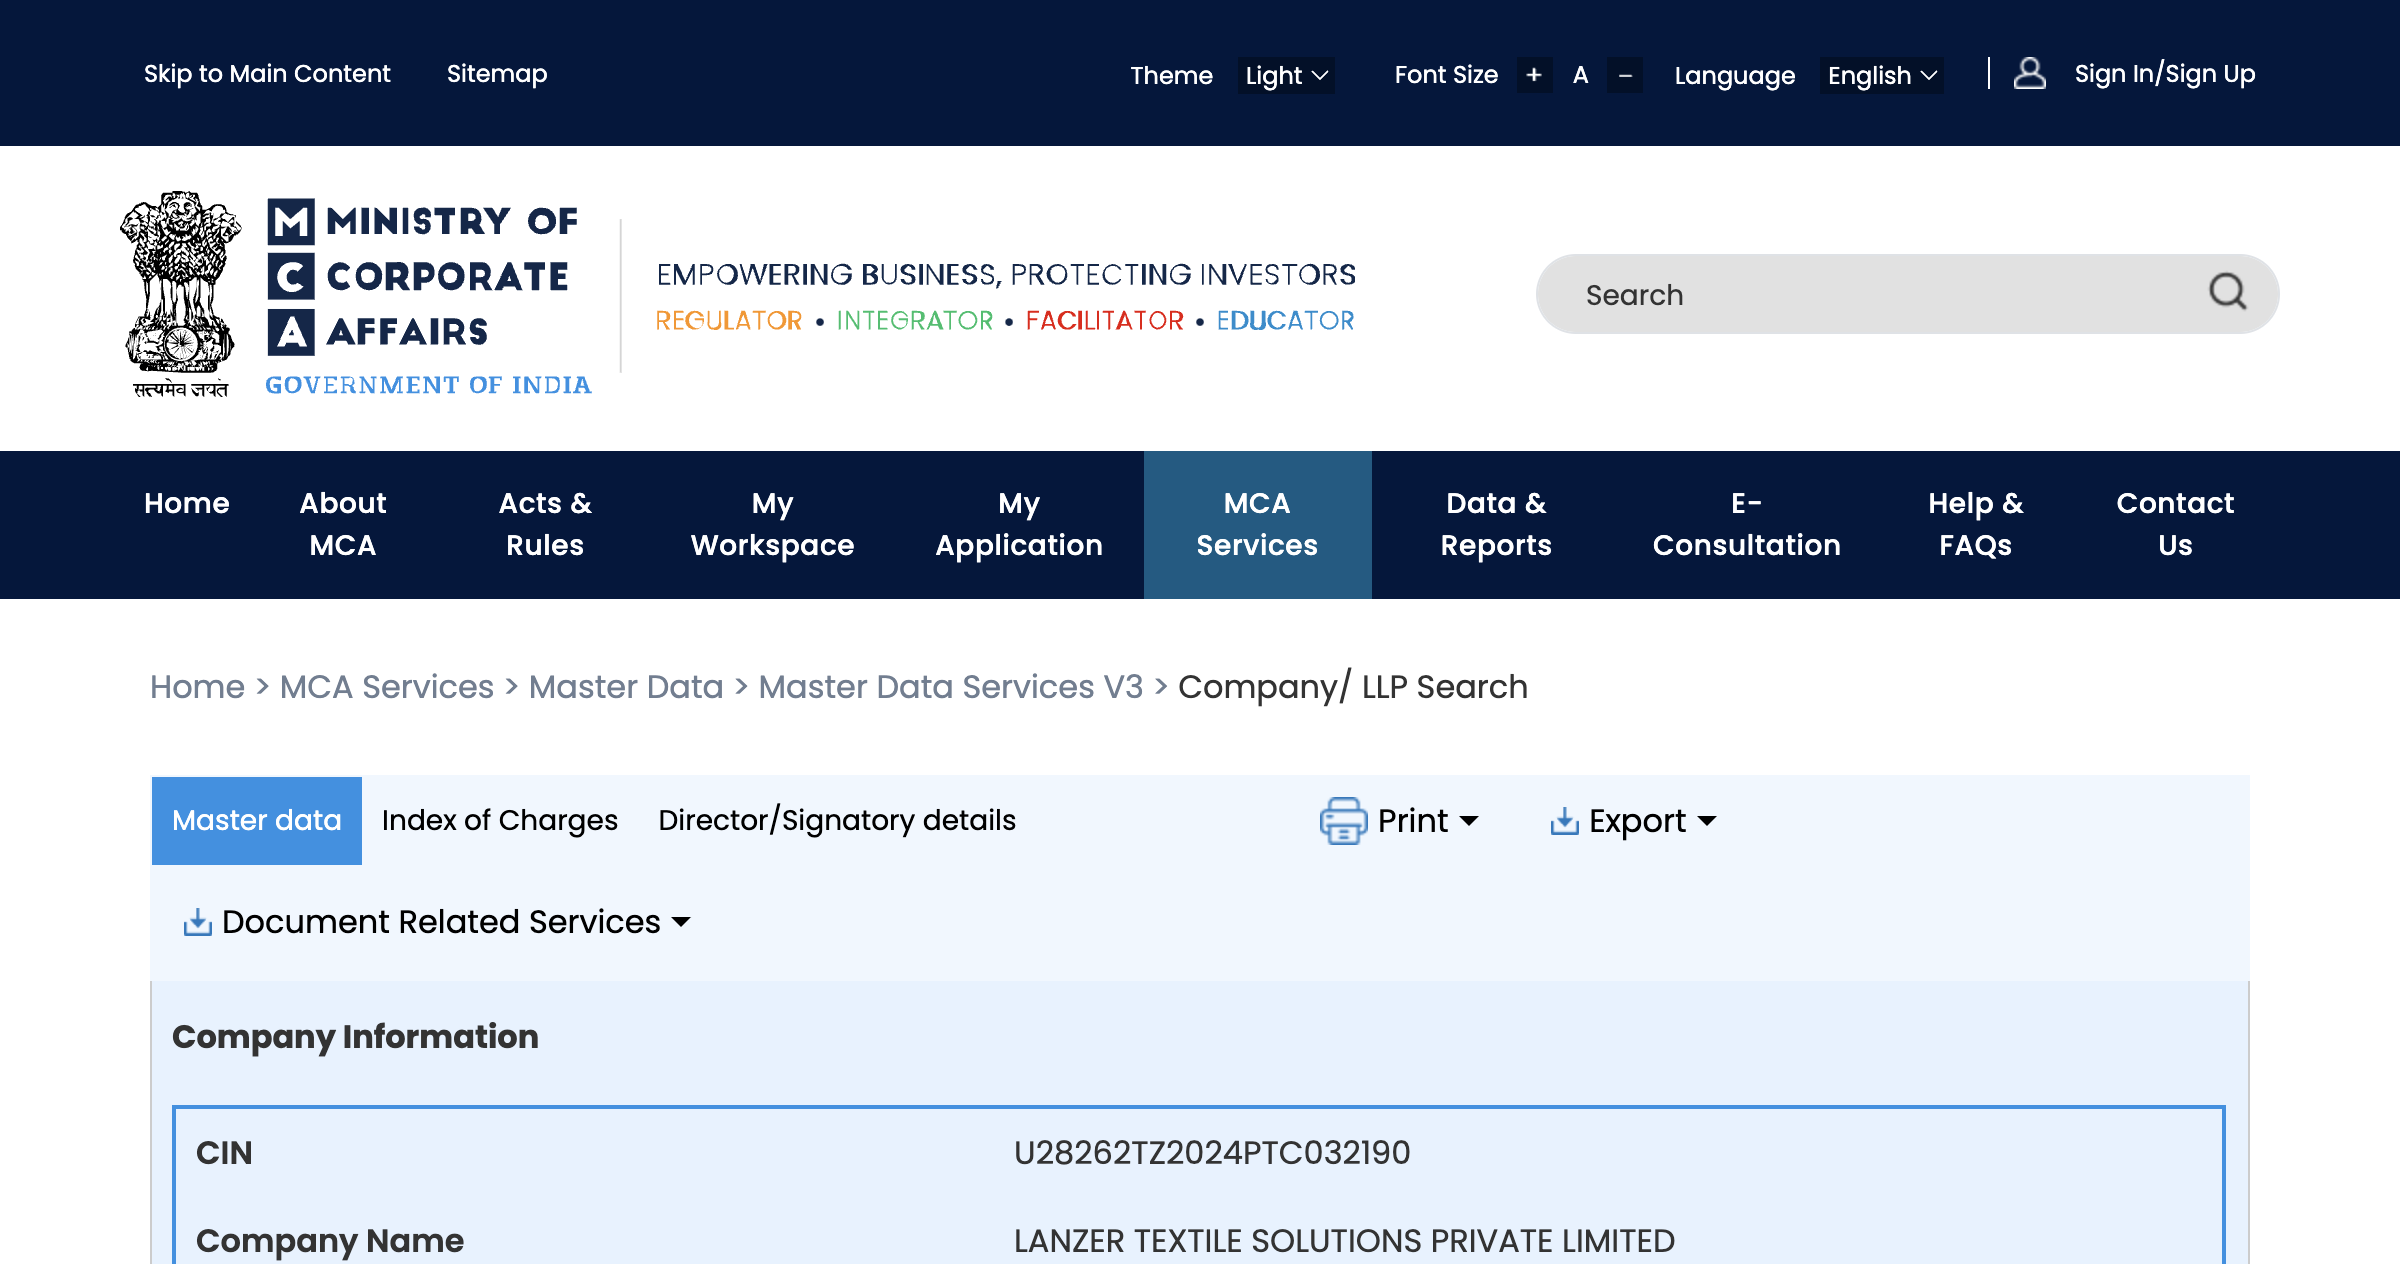 Skip to Main Content Sitemap Theme Light Font Size + A - Language English Sign In/Sign Up
M MINISTRY OF
C CORPORATE
A AFFAIRS
GOVERNMENT OF INDIA
सत्यमेव जयते
EMPOWERING BUSINESS, PROTECTING INVESTORS
REGULATOR • INTEGRATOR • FACILITATOR • EDUCATOR
Search
Home
About MCA
Acts & Rules
My Workspace
My Application
MCA Services
Data & Reports
E-Consultation
Help & FAQs
Contact Us
Home > MCA Services > Master Data > Master Data Services V3 > Company/ LLP Search
Master data Index of Charges Director/Signatory details Print Export
Document Related Services
Company Information
CIN U28262TZ2024PTC032190
Company Name LANZER TEXTILE SOLUTIONS PRIVATE LIMITED